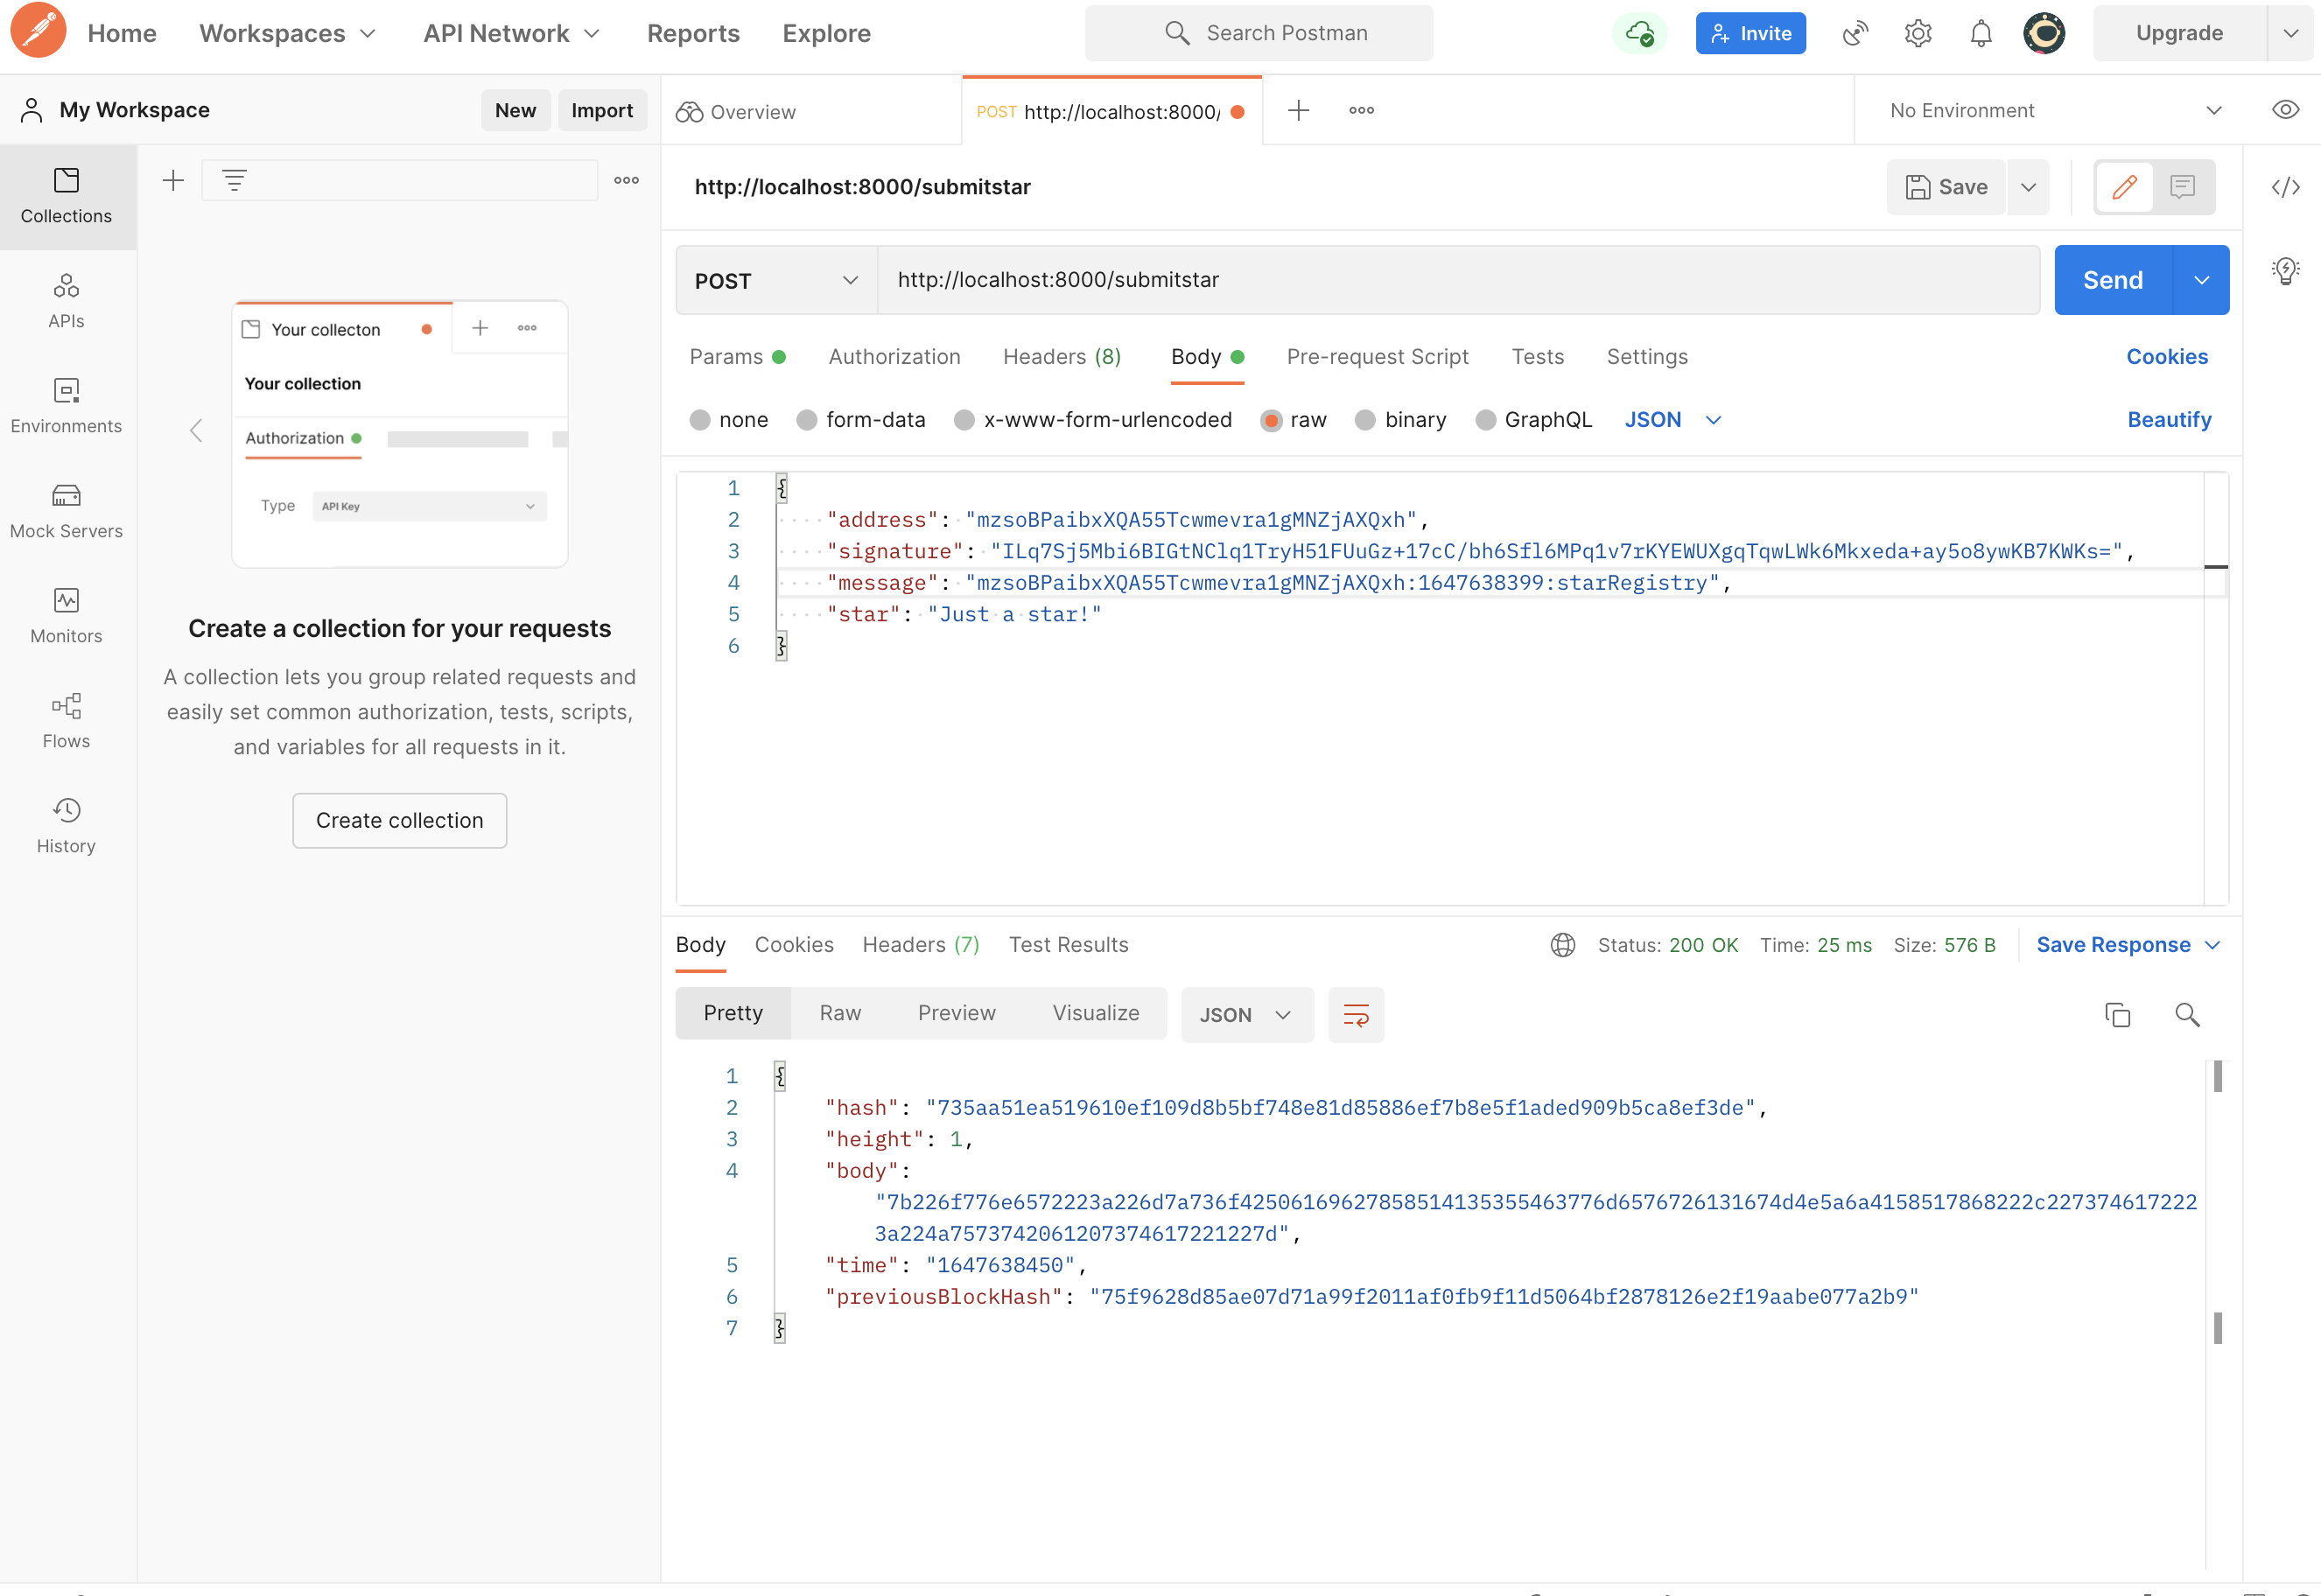 Home Workspaces API Network Reports Explore Search Postman Invite Upgrade
My Workspace New Import
Overview POST http://localhost:8000/ No Environment
Collections
APIs
Environments
Mock Servers
Monitors
Flows
History
Your collecton
Your collection
Authorization
Type API Key
Create a collection for your requests
A collection lets you group related requests and
easily set common authorization, tests, scripts,
and variables for all requests in it.
Create collection
http://localhost:8000/submitstar Save
POST http://localhost:8000/submitstar Send
Params Authorization Headers (8) Body Pre-request Script Tests Settings Cookies
none form-data x-www-form-urlencoded raw binary GraphQL JSON Beautify
1 {
2 "address": "mzsoBPaibxXQA55Tcwmevra1gMNZjAXQxh",
3 "signature": "ILq7Sj5Mbi6BIGtNClq1TryH51FUuGz+17cC/bh6Sfl6MPq1v7rKYEWUXgqTqwLWk6Mkxeda+ay5o8ywKB7KWKs=",
4 "message": "mzsoBPaibxXQA55Tcwmevra1gMNZjAXQxh:1647638399:starRegistry",
5 "star": "Just a star!"
6 }
Body Cookies Headers (7) Test Results Status: 200 OK Time: 25 ms Size: 576 B Save Response
Pretty Raw Preview Visualize JSON
1 {
2 "hash": "735aa51ea519610ef109d8b5bf748e81d85886ef7b8e5f1aded909b5ca8ef3de",
3 "height": 1,
4 "body":
"7b226f776e6572223a226d7a736f42506169627858514135355463776d6576726131674d4e5a6a4158517868222c227374617222
3a224a7573742061207374617221227d",
5 "time": "1647638450",
6 "previousBlockHash": "75f9628d85ae07d71a99f2011af0fb9f11d5064bf2878126e2f19aabe077a2b9"
7 }